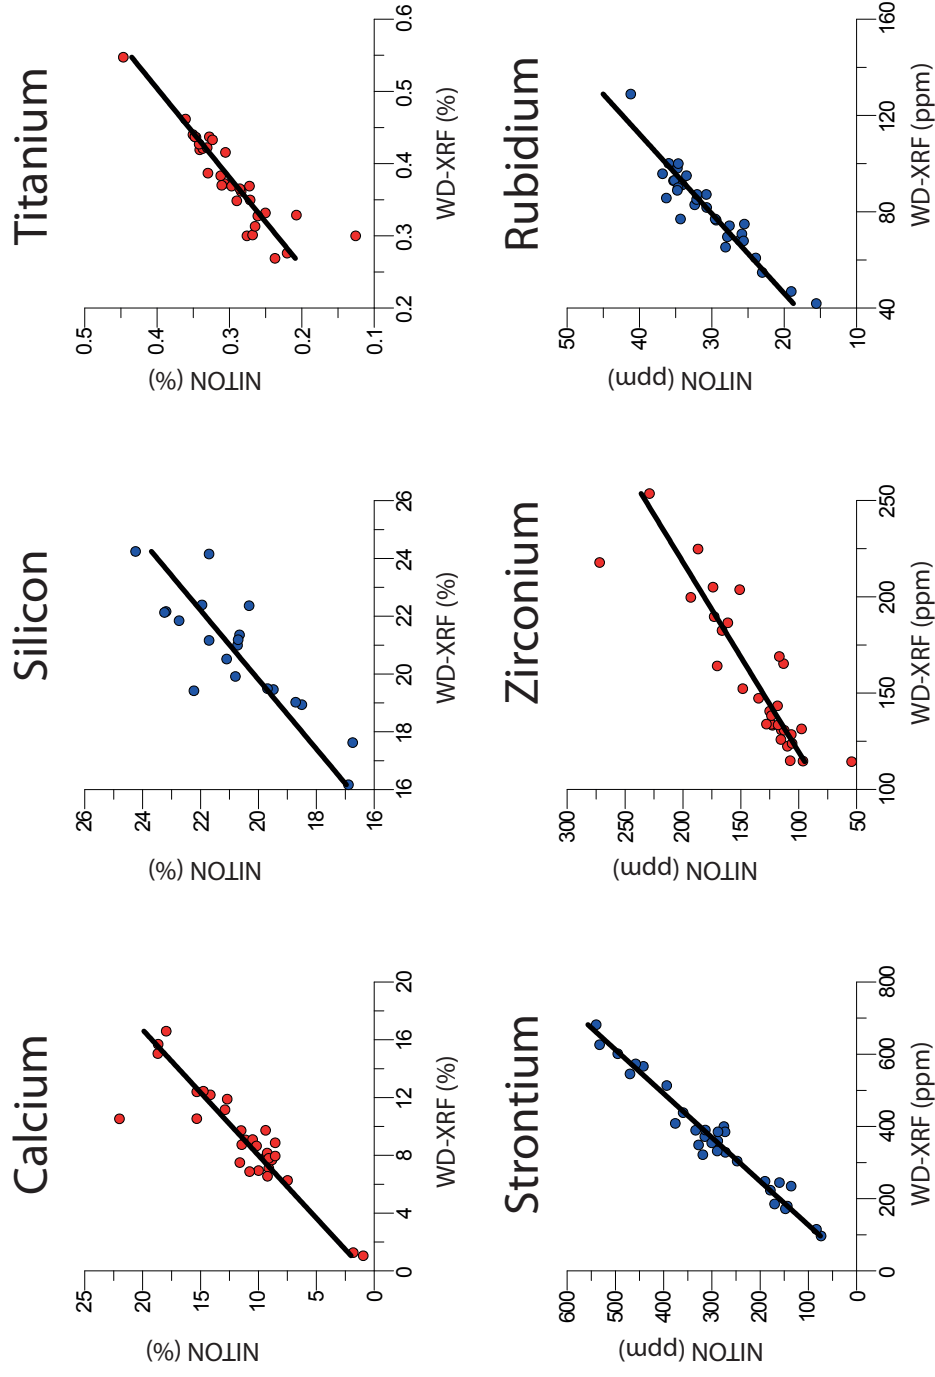 Calcium
25
20
15
10
5
0
NITON (%)
0 4 8 12 16 20
WD-XRF (%)
Silicon
26
24
22
20
18
16
NITON (%)
16 18 20 22 24 26
WD-XRF (%)
Titanium
0.5
0.4
0.3
0.2
0.1
NITON (%)
0.2 0.3 0.4 0.5 0.6
WD-XRF (%)
Strontium
600
500
400
300
200
100
0
NITON (ppm)
0 200 400 600 800
WD-XRF (ppm)
Zirconium
300
250
200
150
100
50
NITON (ppm)
100 150 200 250
WD-XRF (ppm)
Rubidium
50
40
30
20
10
NITON (ppm)
40 80 120 160
WD-XRF (ppm)